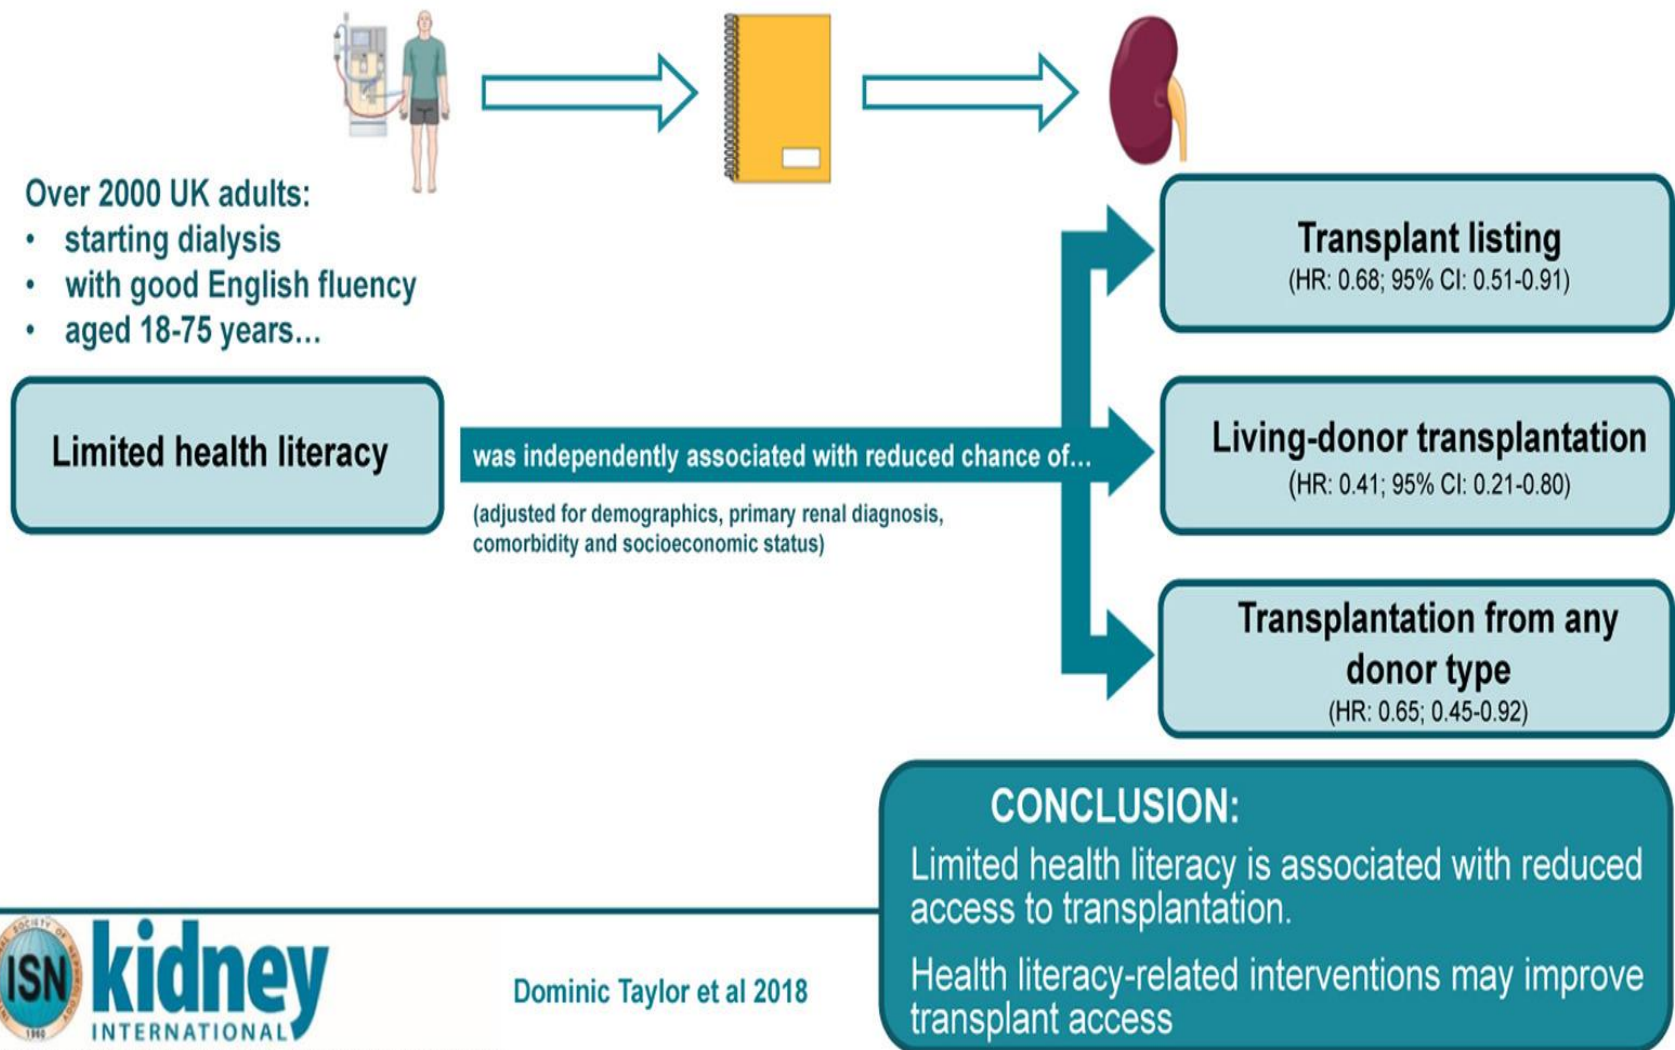 Over 2000 UK adults:
• starting dialysis
• with good English fluency
• aged 18-75 years...
Limited health literacy
was independently associated with reduced chance of...
(adjusted for demographics, primary renal diagnosis,
comorbidity and socioeconomic status)
Transplant listing
(HR: 0.68; 95% CI: 0.51-0.91)
Living-donor transplantation
(HR: 0.41; 95% CI: 0.21-0.80)
Transplantation from any
donor type
(HR: 0.65; 0.45-0.92)
CONCLUSION:
Limited health literacy is associated with reduced
access to transplantation.
Health literacy-related interventions may improve
transplant access
SOCIETY OF NEPHROLOGY
ISN
1960
kidney
INTERNATIONAL
Dominic Taylor et al 2018